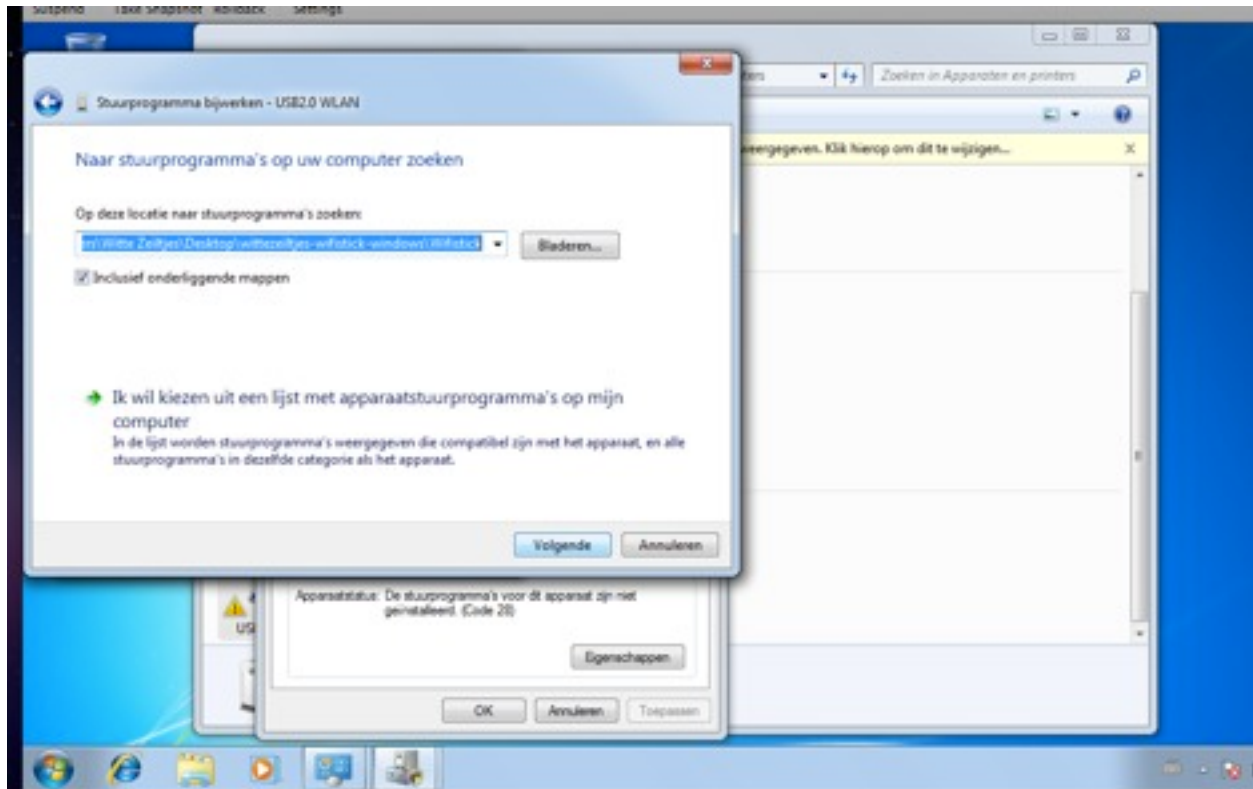 Suspend Take Snapshot Rollback Settings
Zoeken in Apparaten en printers
Stuurprogramma bijwerken - USB2.0 WLAN
weergegeven. Klik hierop om dit te wijzigen...
Naar stuurprogramma's op uw computer zoeken
Op deze locatie naar stuurprogramma's zoeken:
ers\Witte Zeiltjes\Desktop\wittezeiltjes-wifistick-windows\Wifistick
Bladeren...
Inclusief onderliggende mappen
Ik wil kiezen uit een lijst met apparaatstuurprogramma's op mijn
computer
In de lijst worden stuurprogramma's weergegeven die compatibel zijn met het apparaat, en alle
stuurprogramma's in dezelfde categorie als het apparaat.
Volgende Annuleren
Apparaatstatus: De stuurprogramma's voor dit apparaat zijn niet
geïnstalleerd. (Code 28)
Eigenschappen
OK Annuleren Toepassen